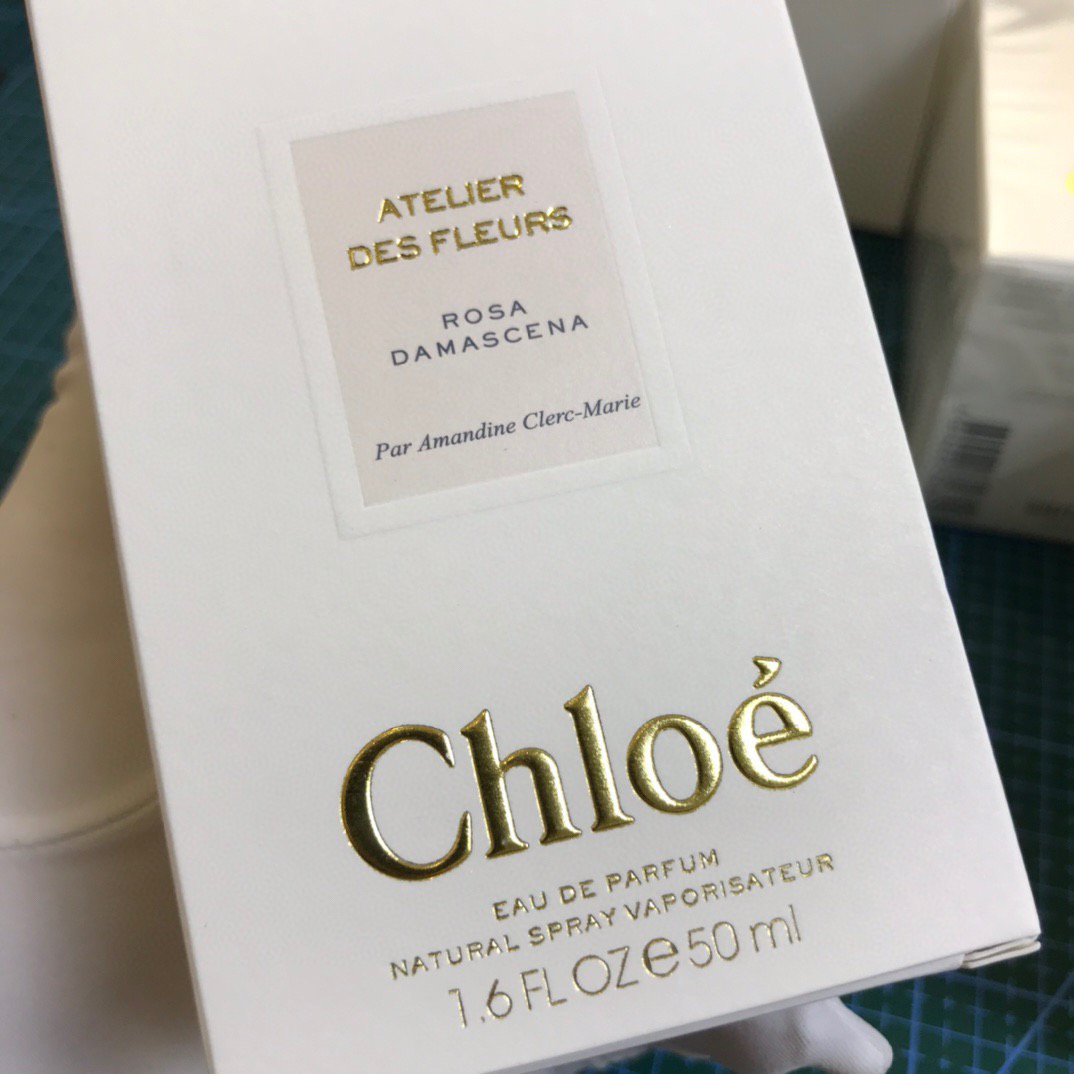 ATELIER
DES FLEURS
ROSA
DAMASCENA
Par Amandine Clerc-Marie
Chloé
EAU DE PARFUM
NATURAL SPRAY VAPORISATEUR
1.6 FL OZ e 50 ml